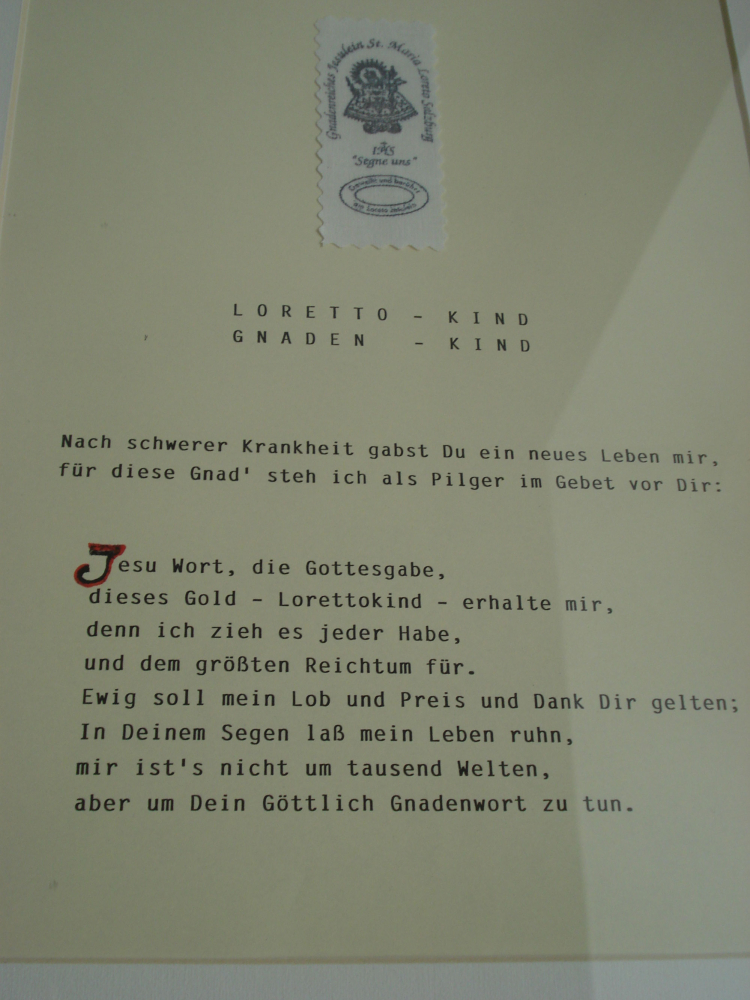 Gnadenreiches Jesulein St. Maria Loreto Salzburg
IHS
"Segne uns"
LORETTO - KIND
GNADEN - KIND
Nach schwerer Krankheit gabst Du ein neues Leben mir,
für diese Gnad' steh ich als Pilger im Gebet vor Dir:
Jesu Wort, die Gottesgabe,
dieses Gold - Lorettokind - erhalte mir,
denn ich zieh es jeder Habe,
und dem größten Reichtum für.
Ewig soll mein Lob und Preis und Dank Dir gelten;
In Deinem Segen laß mein Leben ruhn,
mir ist's nicht um tausend Welten,
aber um Dein Göttlich Gnadenwort zu tun.